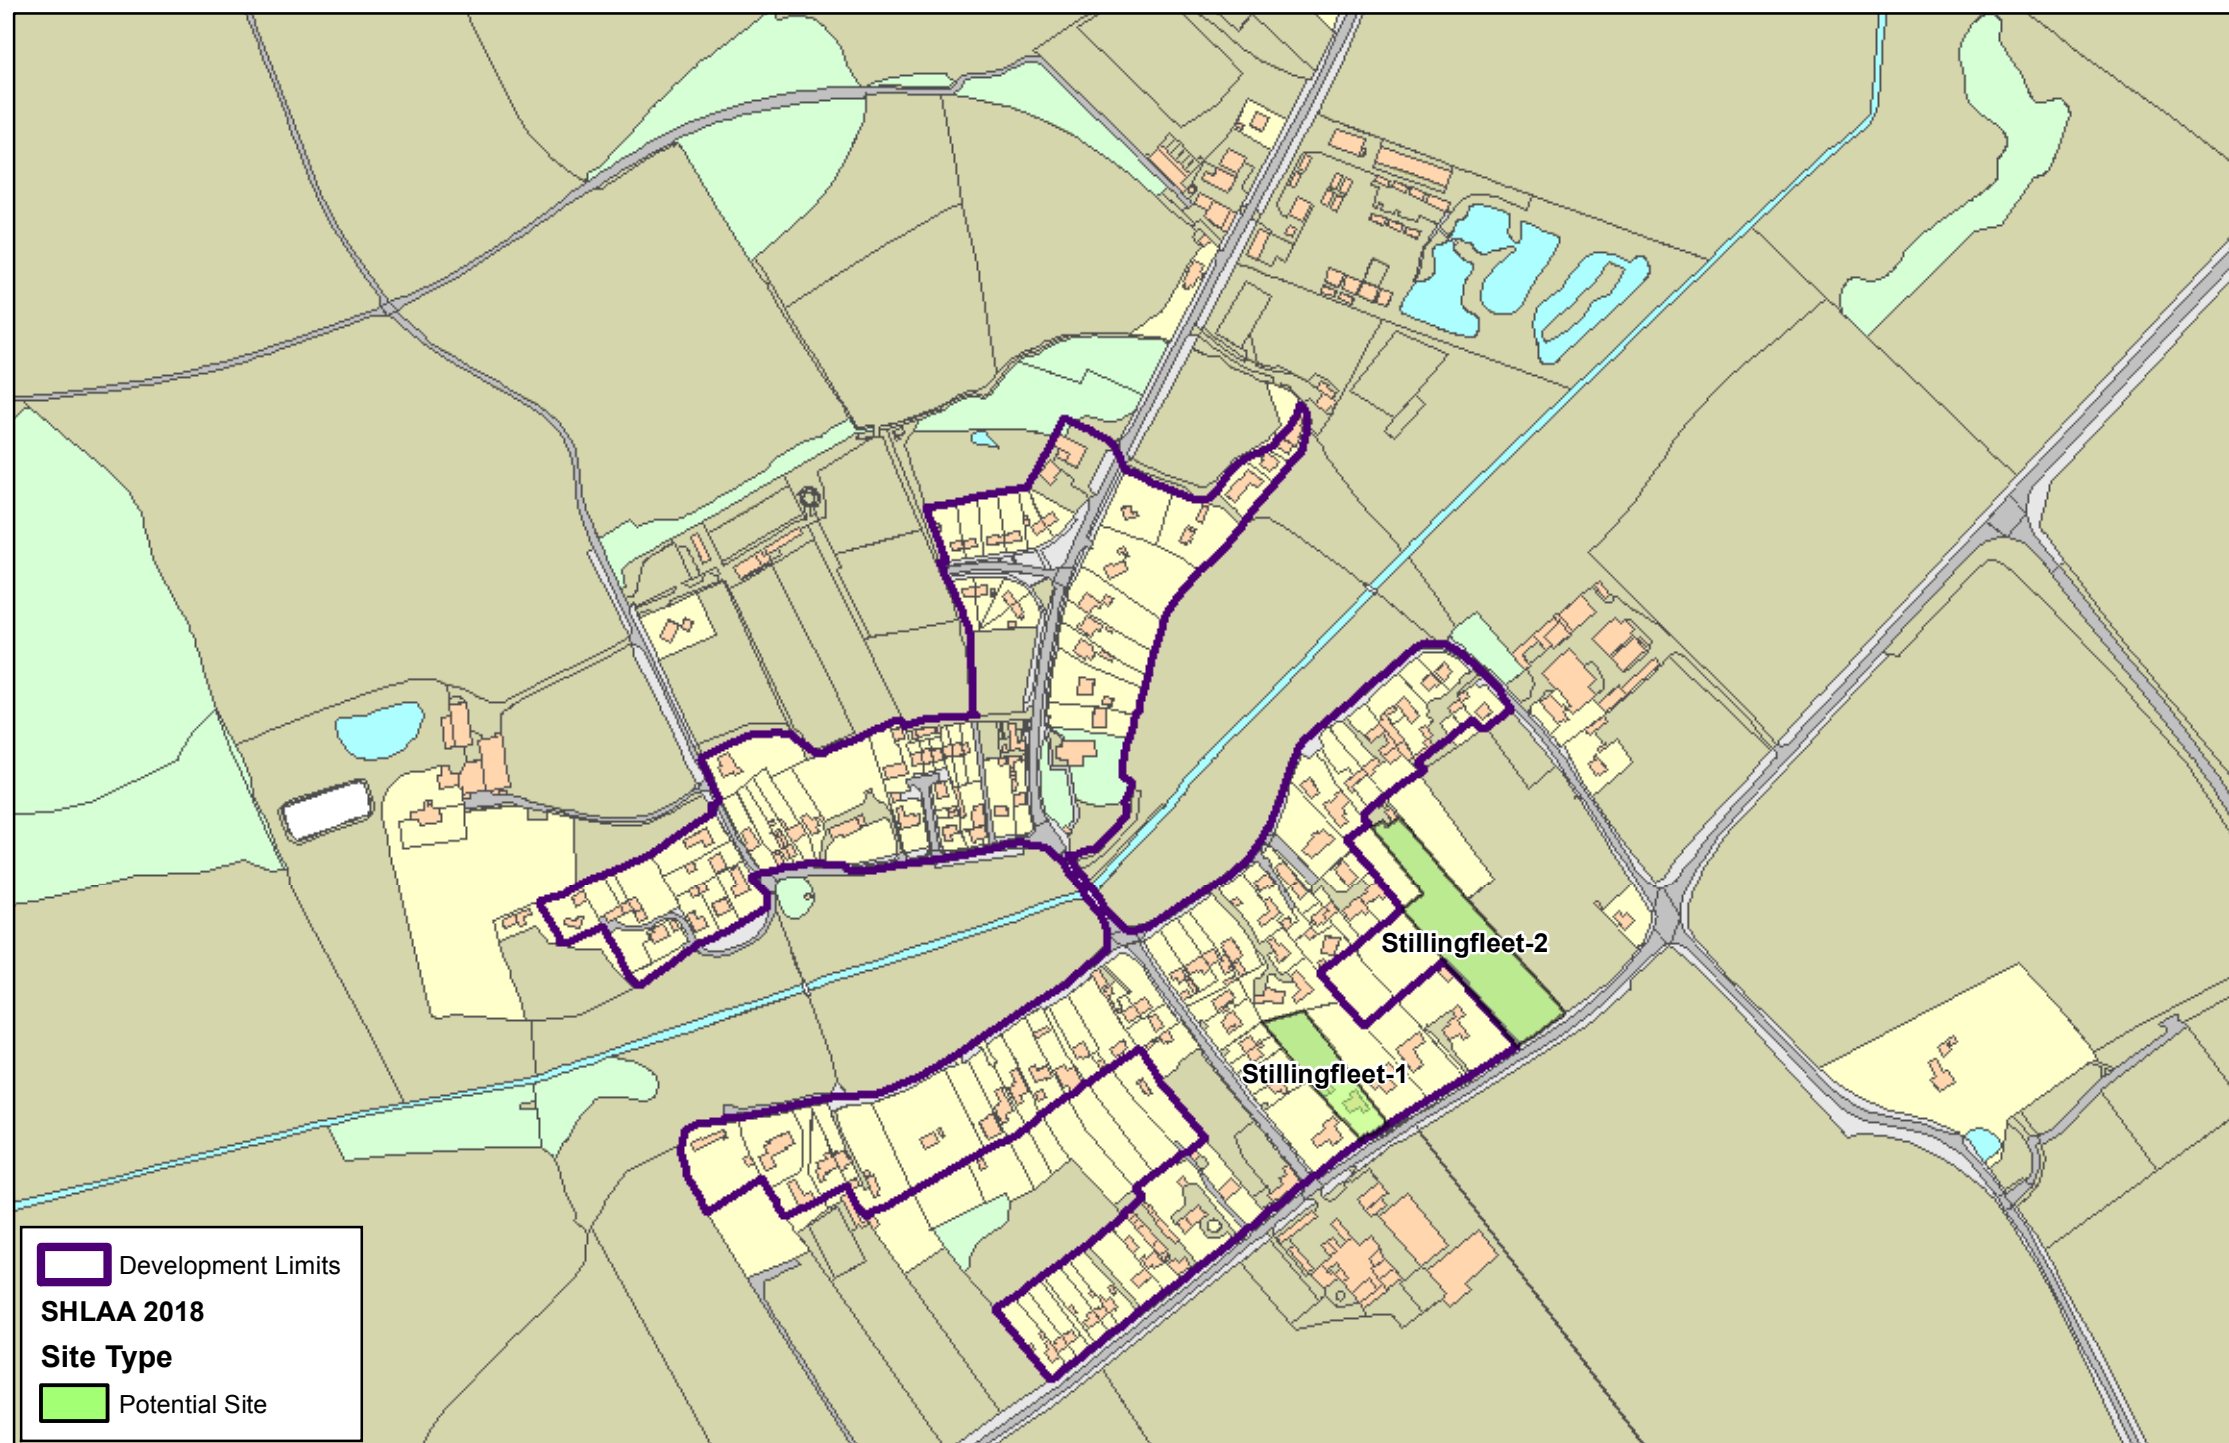 Stillingfleet-2
Stillingfleet-1
Development Limits
SHLAA 2018
Site Type
Potential Site